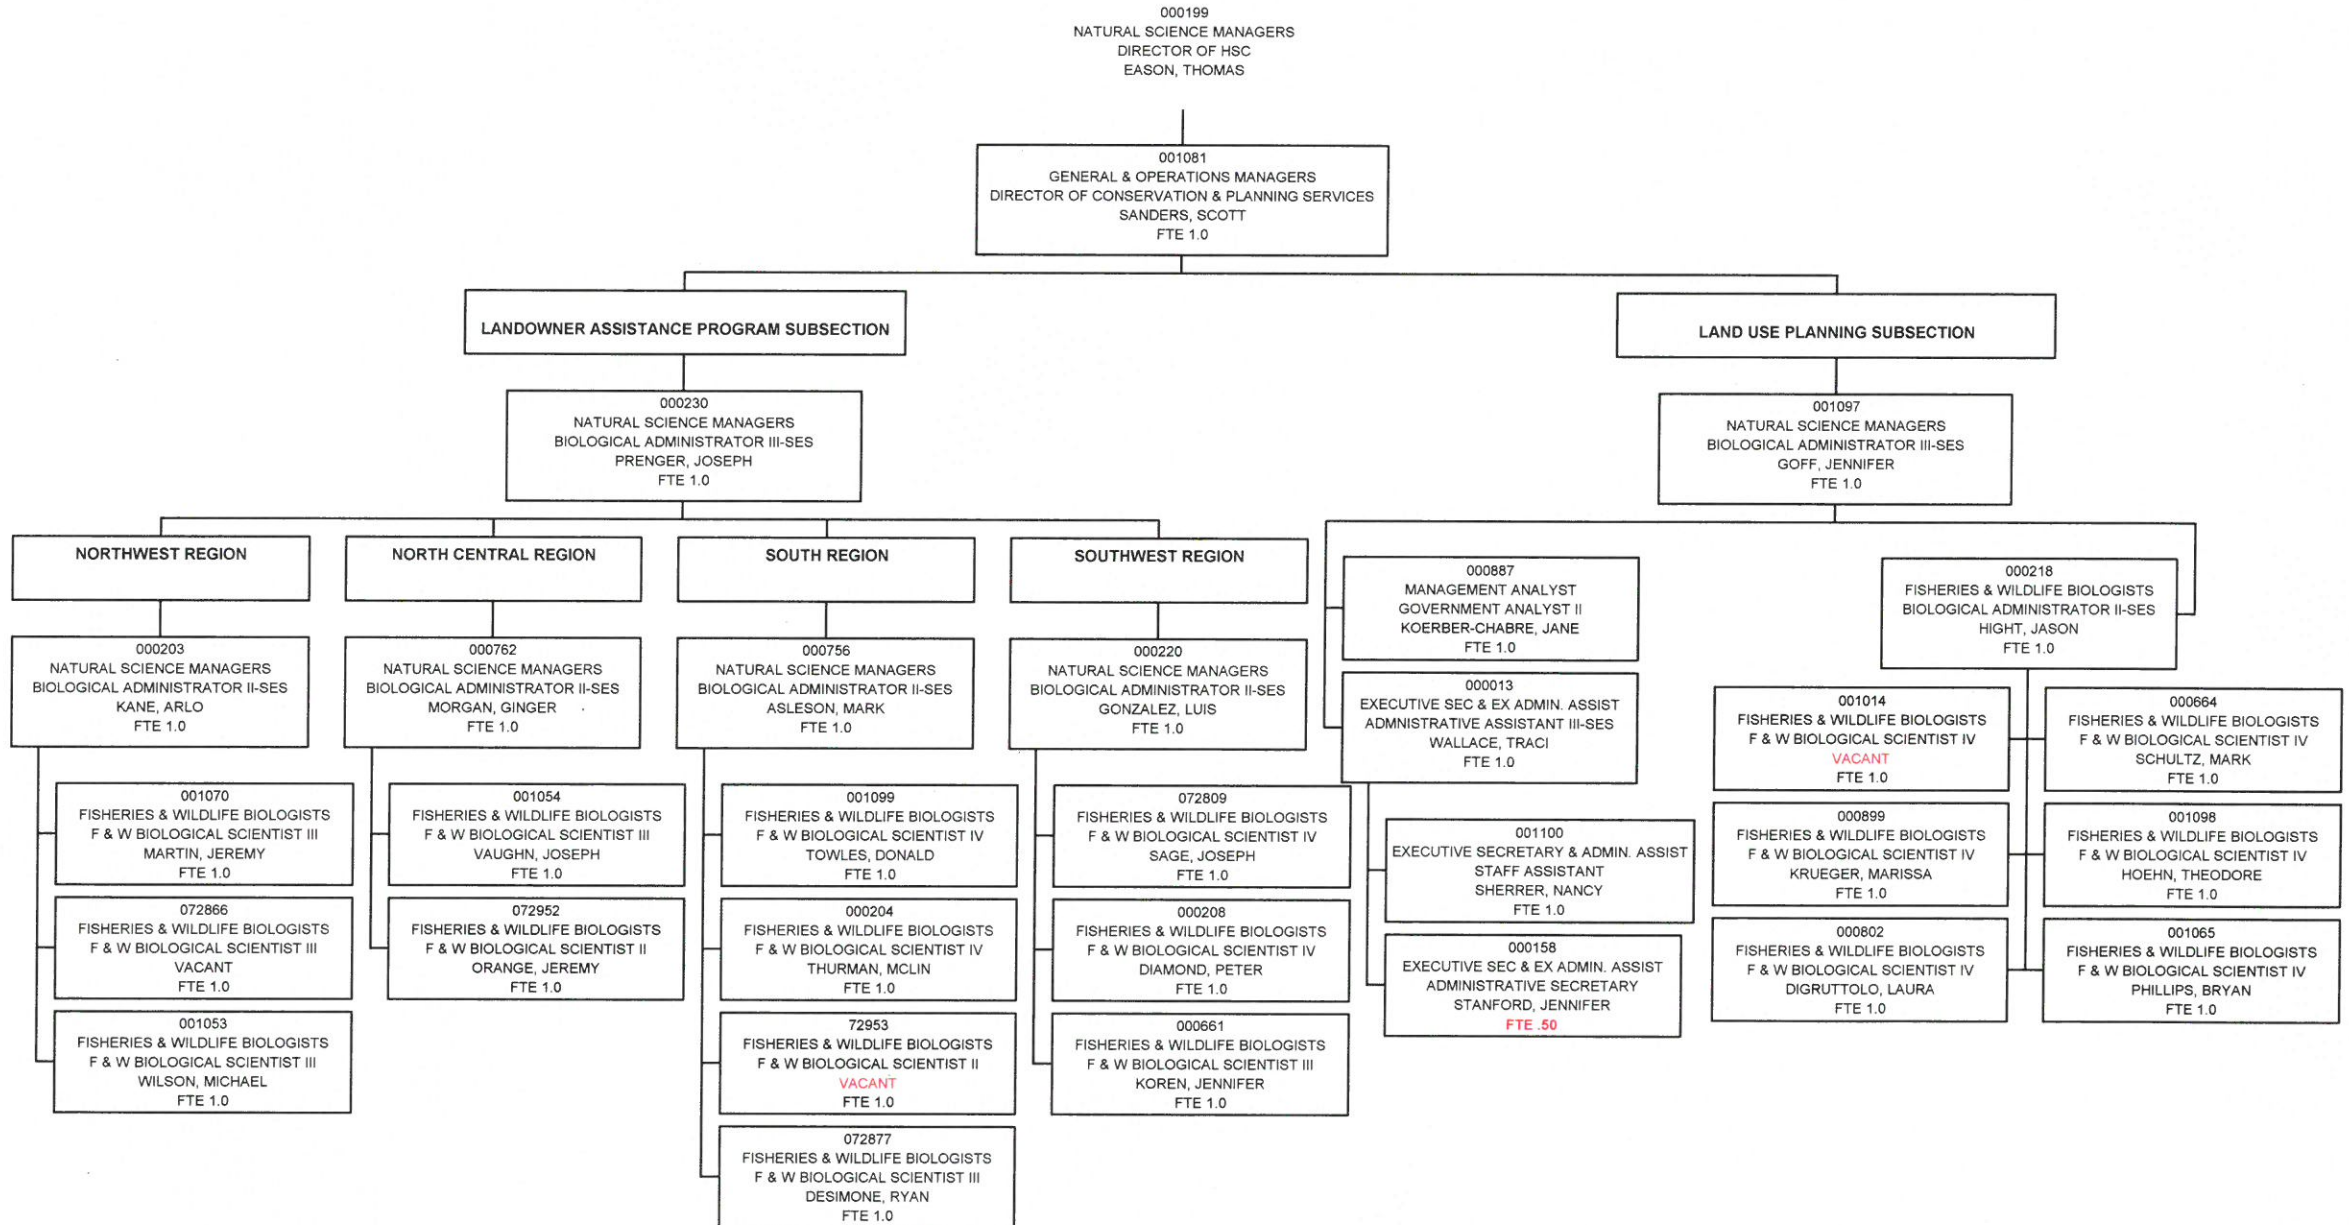 000199
NATURAL SCIENCE MANAGERS
DIRECTOR OF HSC
EASON, THOMAS
001081
GENERAL & OPERATIONS MANAGERS
DIRECTOR OF CONSERVATION & PLANNING SERVICES
SANDERS, SCOTT
FTE 1.0
LANDOWNER ASSISTANCE PROGRAM SUBSECTION
000230
NATURAL SCIENCE MANAGERS
BIOLOGICAL ADMINISTRATOR III-SES
PRENGER, JOSEPH
FTE 1.0
NORTHWEST REGION
000203
NATURAL SCIENCE MANAGERS
BIOLOGICAL ADMINISTRATOR II-SES
KANE, ARLO
FTE 1.0
001070
FISHERIES & WILDLIFE BIOLOGISTS
F & W BIOLOGICAL SCIENTIST III
MARTIN, JEREMY
FTE 1.0
072866
FISHERIES & WILDLIFE BIOLOGISTS
F & W BIOLOGICAL SCIENTIST III
VACANT
FTE 1.0
001053
FISHERIES & WILDLIFE BIOLOGISTS
F & W BIOLOGICAL SCIENTIST III
WILSON, MICHAEL
FTE 1.0
NORTH CENTRAL REGION
000762
NATURAL SCIENCE MANAGERS
BIOLOGICAL ADMINISTRATOR II-SES
MORGAN, GINGER
FTE 1.0
001054
FISHERIES & WILDLIFE BIOLOGISTS
F & W BIOLOGICAL SCIENTIST III
VAUGHN, JOSEPH
FTE 1.0
072952
FISHERIES & WILDLIFE BIOLOGISTS
F & W BIOLOGICAL SCIENTIST II
ORANGE, JEREMY
FTE 1.0
SOUTH REGION
000756
NATURAL SCIENCE MANAGERS
BIOLOGICAL ADMINISTRATOR II-SES
ASLESON, MARK
FTE 1.0
001099
FISHERIES & WILDLIFE BIOLOGISTS
F & W BIOLOGICAL SCIENTIST IV
TOWLES, DONALD
FTE 1.0
000204
FISHERIES & WILDLIFE BIOLOGISTS
F & W BIOLOGICAL SCIENTIST IV
THURMAN, MCLIN
FTE 1.0
72953
FISHERIES & WILDLIFE BIOLOGISTS
F & W BIOLOGICAL SCIENTIST II
VACANT
FTE 1.0
072877
FISHERIES & WILDLIFE BIOLOGISTS
F & W BIOLOGICAL SCIENTIST III
DESIMONE, RYAN
FTE 1.0
SOUTHWEST REGION
000220
NATURAL SCIENCE MANAGERS
BIOLOGICAL ADMINISTRATOR II-SES
GONZALEZ, LUIS
FTE 1.0
072809
FISHERIES & WILDLIFE BIOLOGISTS
F & W BIOLOGICAL SCIENTIST IV
SAGE, JOSEPH
FTE 1.0
000208
FISHERIES & WILDLIFE BIOLOGISTS
F & W BIOLOGICAL SCIENTIST IV
DIAMOND, PETER
FTE 1.0
000661
FISHERIES & WILDLIFE BIOLOGISTS
F & W BIOLOGICAL SCIENTIST III
KOREN, JENNIFER
FTE 1.0
LAND USE PLANNING SUBSECTION
001097
NATURAL SCIENCE MANAGERS
BIOLOGICAL ADMINISTRATOR III-SES
GOFF, JENNIFER
FTE 1.0
000887
MANAGEMENT ANALYST
GOVERNMENT ANALYST II
KOERBER-CHABRE, JANE
FTE 1.0
000013
EXECUTIVE SEC & EX ADMIN. ASSIST
ADMNISTRATIVE ASSISTANT III-SES
WALLACE, TRACI
FTE 1.0
001100
EXECUTIVE SECRETARY & ADMIN. ASSIST
STAFF ASSISTANT
SHERRER, NANCY
FTE 1.0
000158
EXECUTIVE SEC & EX ADMIN. ASSIST
ADMINISTRATIVE SECRETARY
STANFORD, JENNIFER
FTE .50
000218
FISHERIES & WILDLIFE BIOLOGISTS
BIOLOGICAL ADMINISTRATOR II-SES
HIGHT, JASON
FTE 1.0
001014
FISHERIES & WILDLIFE BIOLOGISTS
F & W BIOLOGICAL SCIENTIST IV
VACANT
FTE 1.0
000664
FISHERIES & WILDLIFE BIOLOGISTS
F & W BIOLOGICAL SCIENTIST IV
SCHULTZ, MARK
FTE 1.0
000899
FISHERIES & WILDLIFE BIOLOGISTS
F & W BIOLOGICAL SCIENTIST IV
KRUEGER, MARISSA
FTE 1.0
001098
FISHERIES & WILDLIFE BIOLOGISTS
F & W BIOLOGICAL SCIENTIST IV
HOEHN, THEODORE
FTE 1.0
000802
FISHERIES & WILDLIFE BIOLOGISTS
F & W BIOLOGICAL SCIENTIST IV
DIGRUTTOLO, LAURA
FTE 1.0
001065
FISHERIES & WILDLIFE BIOLOGISTS
F & W BIOLOGICAL SCIENTIST IV
PHILLIPS, BRYAN
FTE 1.0